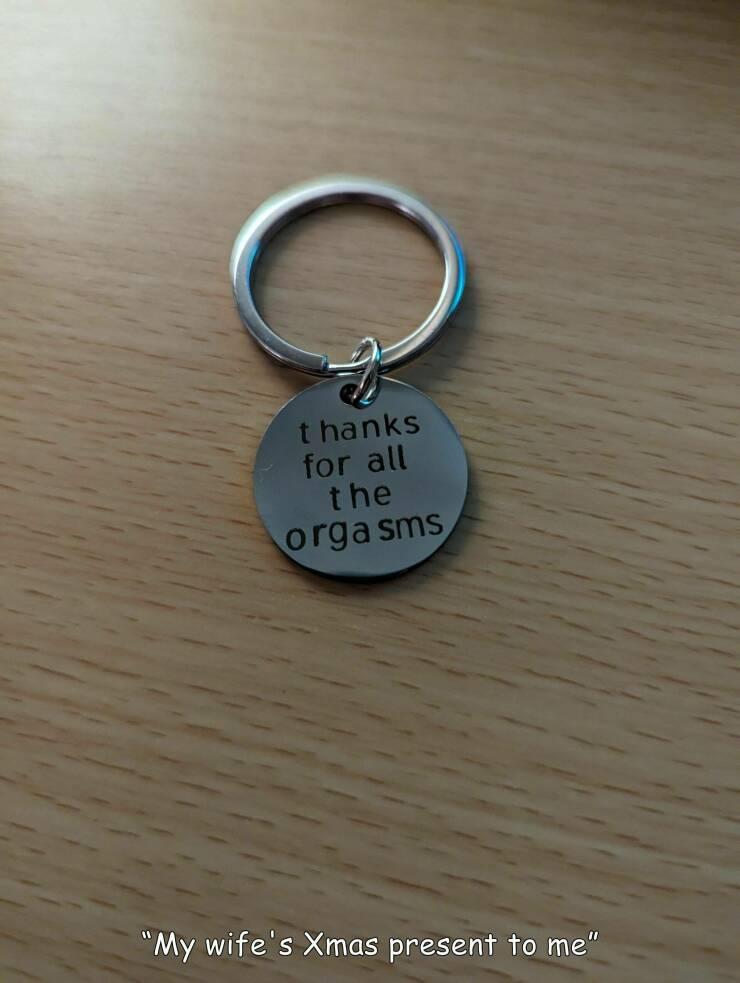 thanks
for all
the
orgasms
“My wife's Xmas present to me”